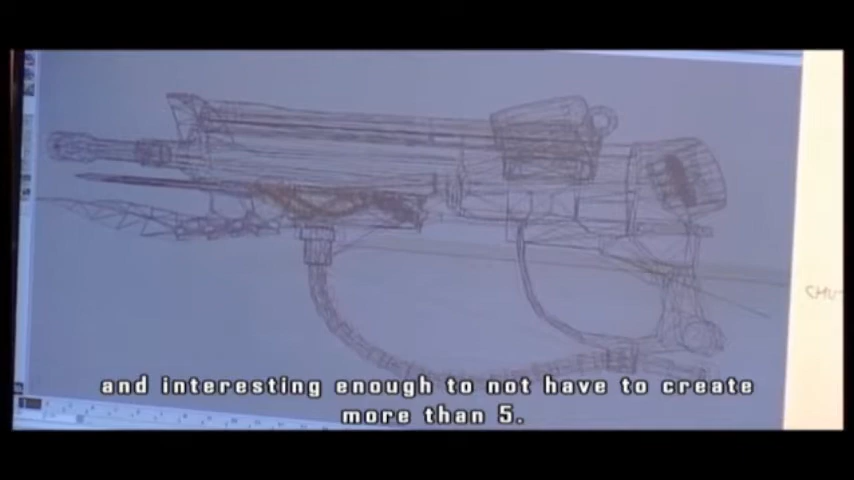 and interesting enough to not have to create
more than 5.